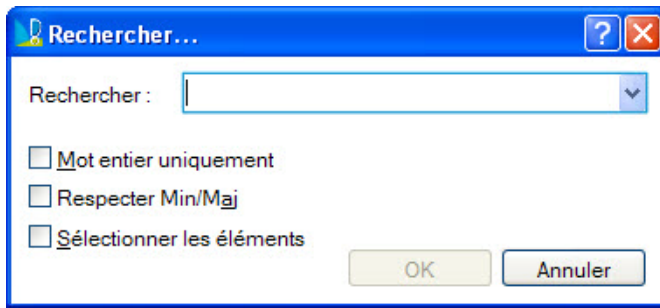 Rechercher...
Rechercher :
Mot entier uniquement
Respecter Min/Maj
Sélectionner les éléments
OK Annuler